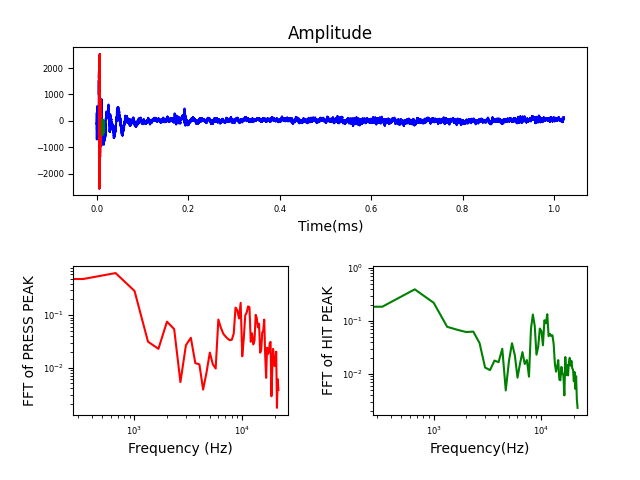 Amplitude
2000
1000
0
−1000
−2000
0.0 0.2 0.4 0.6 0.8 1.0
Time(ms)
FFT of PRESS PEAK
10⁻¹
10⁻²
10³ 10⁴
Frequency (Hz)
FFT of HIT PEAK
10⁰
10⁻¹
10⁻²
10³ 10⁴
Frequency(Hz)